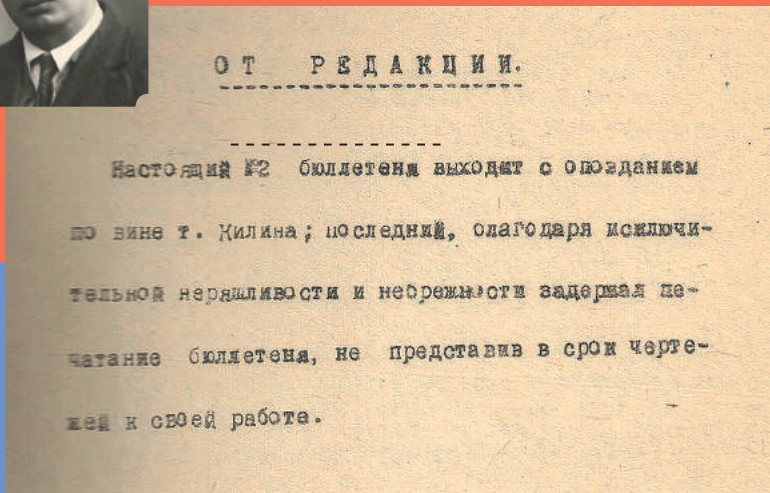 ОТ РЕДАКЦИИ.
Настоящий №2 бюллетеня выходит с опозданием
по вине т. Килина; последний, благодаря исключи-
тельной неряшливости и небрежности задержал пе-
чатание бюллетеня, не представив в срок черте-
жей к своей работе.